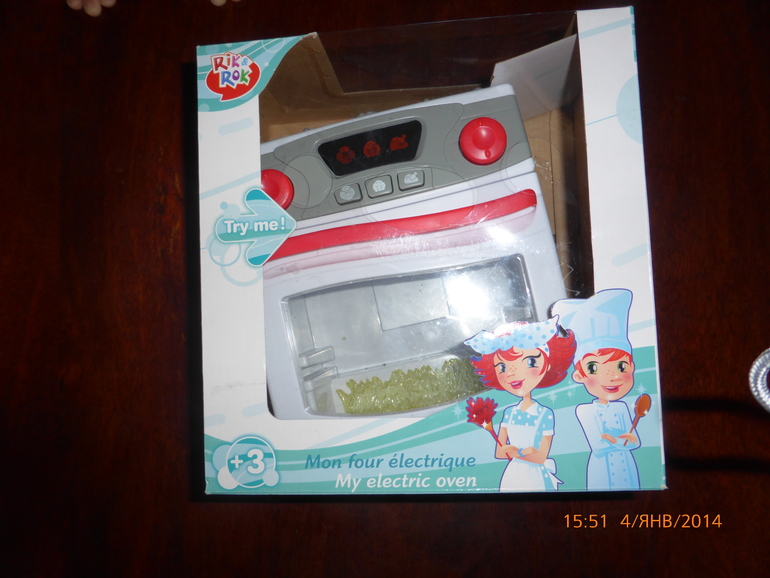 RiK &
ROK
Try me!
+3
Mon four électrique
My electric oven
15:51 4/ЯНВ/2014